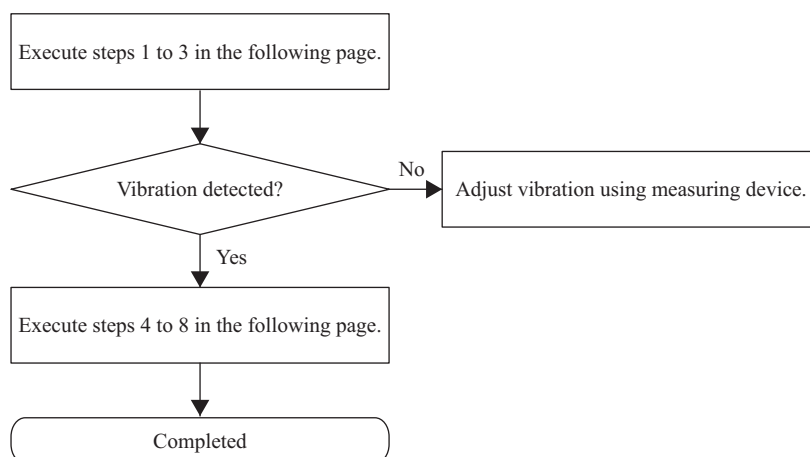 Execute steps 1 to 3 in the following page.
Vibration detected?
No
Adjust vibration using measuring device.
Yes
Execute steps 4 to 8 in the following page.
Completed